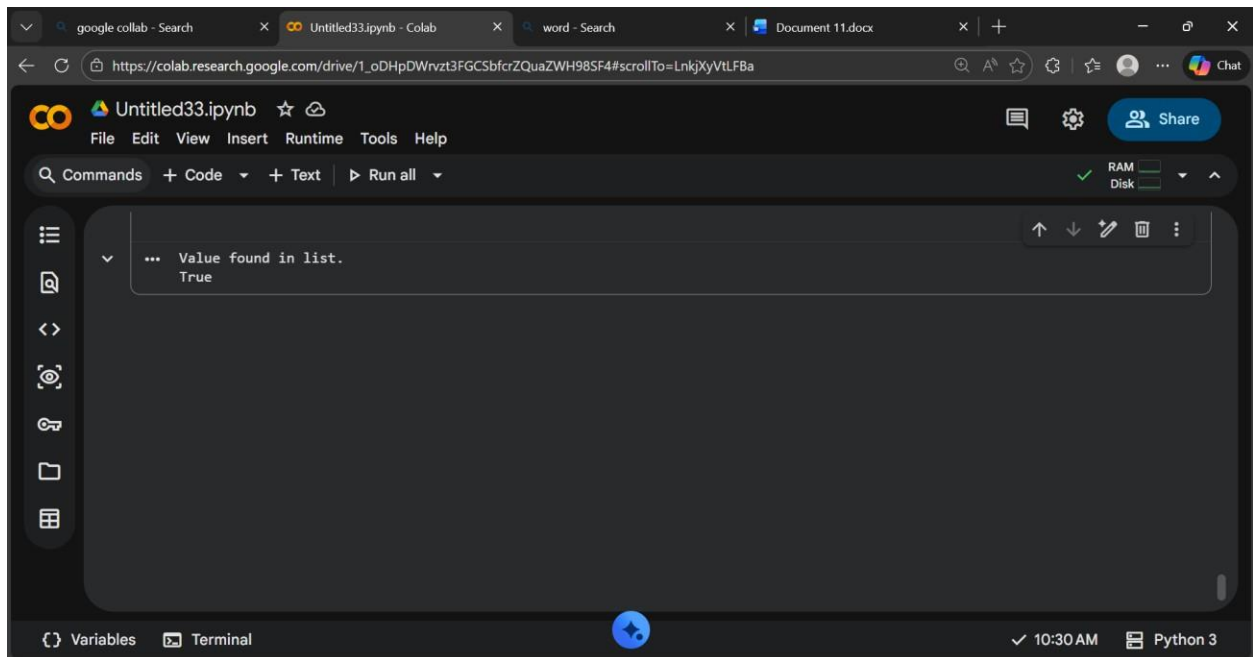 google collab - Search
Untitled33.ipynb - Colab
word - Search
Document 11.docx
https://colab.research.google.com/drive/1_oDHpDWrvzt3FGCSbfcrZQuaZWH98SF4#scrollTo=LnkjXyVtLFBa
Chat
CO
Untitled33.ipynb
File Edit View Insert Runtime Tools Help
Share
Commands + Code + Text Run all
RAM
Disk
... Value found in list.
True
{} Variables Terminal
10:30 AM Python 3